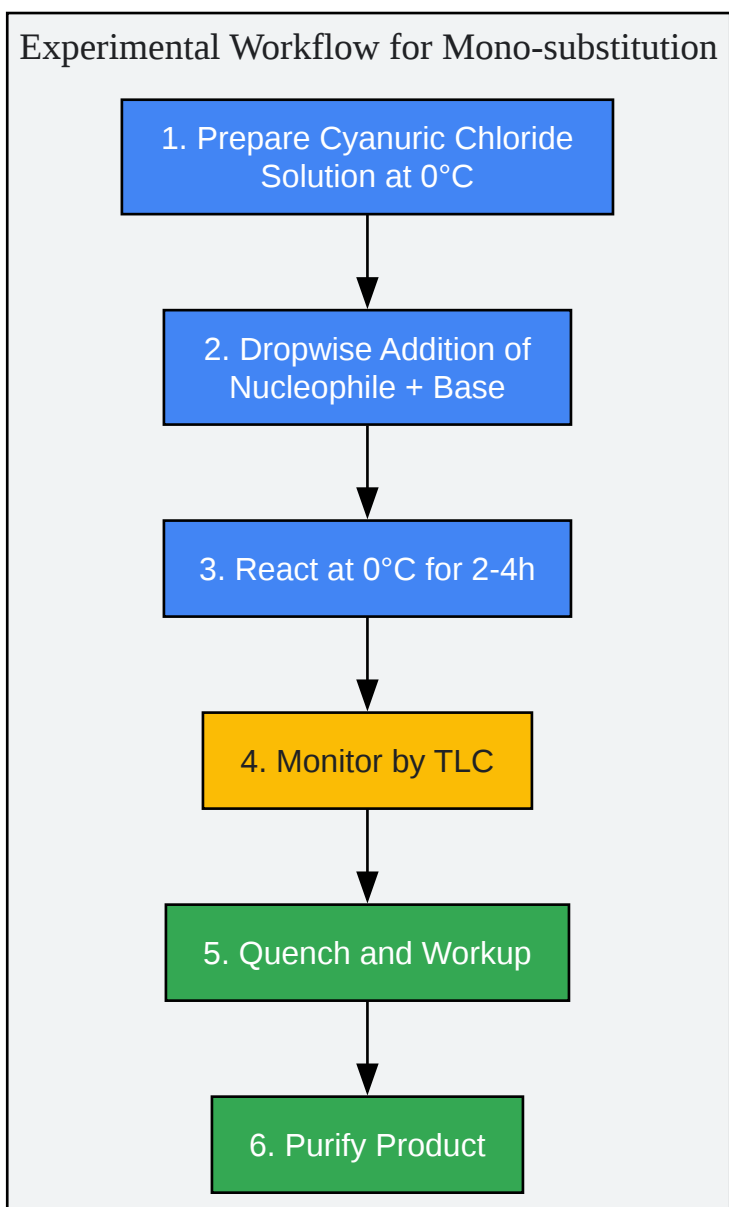 Experimental Workflow for Mono-substitution
1. Prepare Cyanuric Chloride
Solution at 0°C
2. Dropwise Addition of
Nucleophile + Base
3. React at 0°C for 2-4h
4. Monitor by TLC
5. Quench and Workup
6. Purify Product